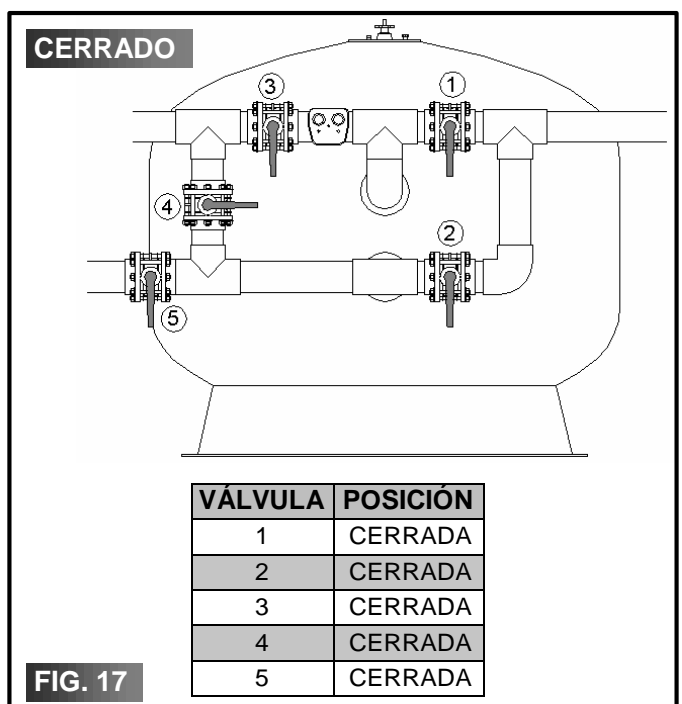 CERRADO
3
1
4
2
5
VÁLVULA POSICIÓN
1 CERRADA
2 CERRADA
3 CERRADA
4 CERRADA
5 CERRADA
FIG. 17